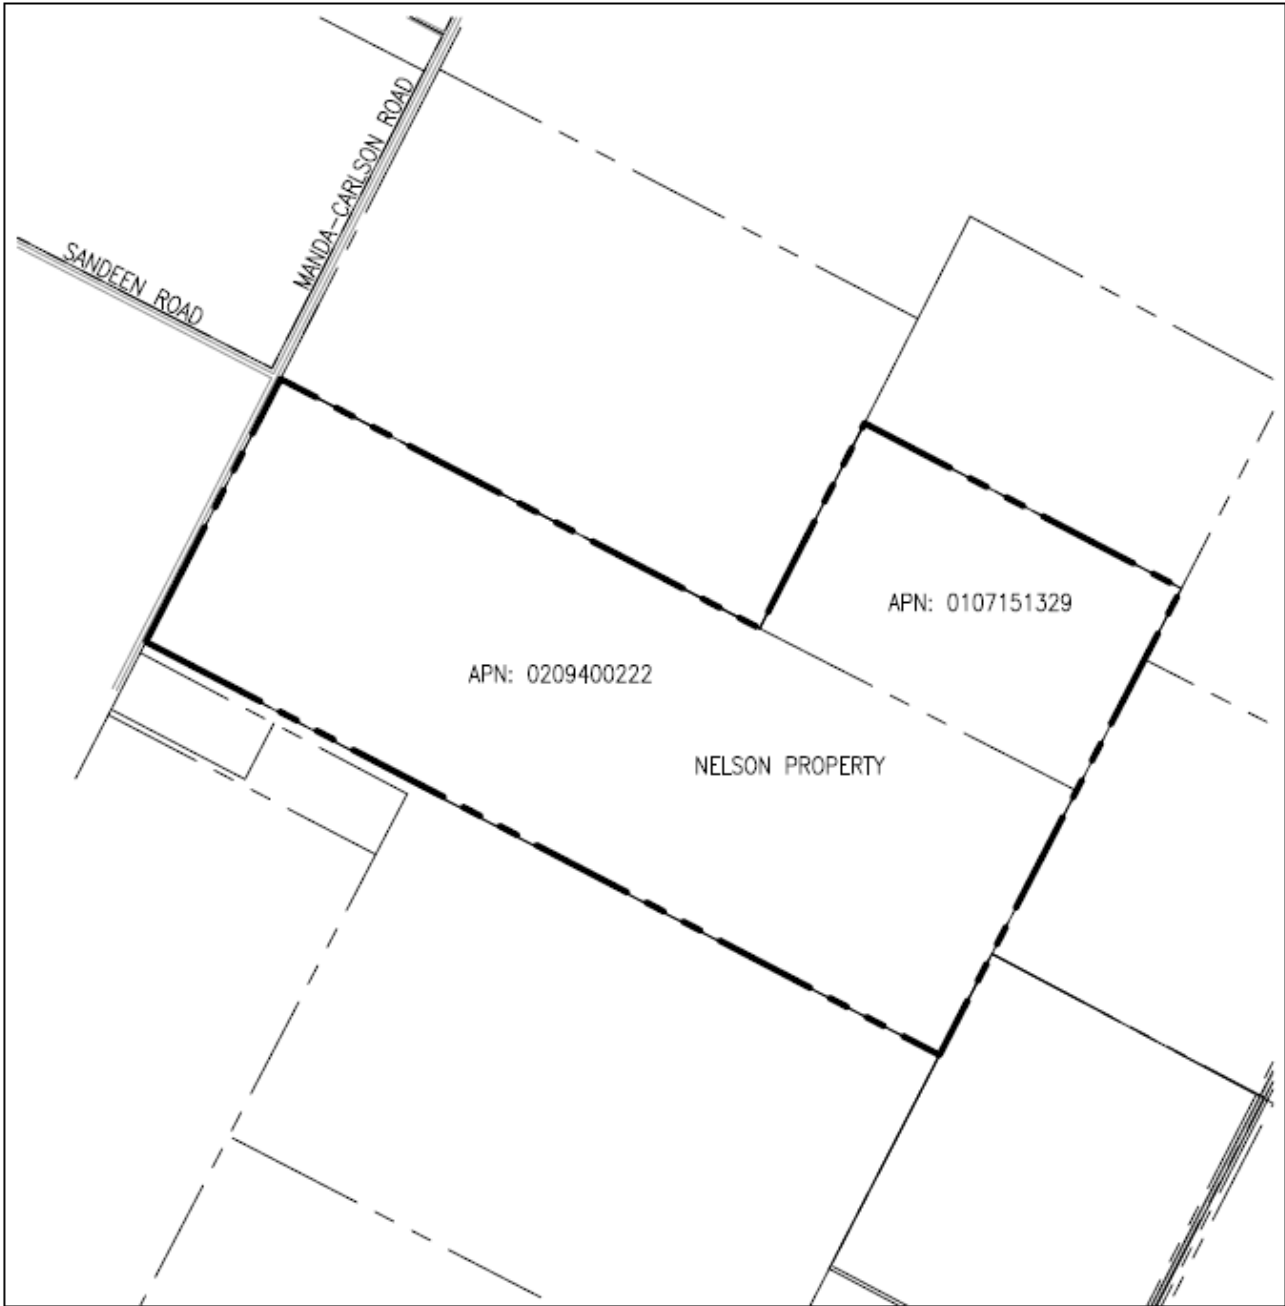 MANDA-CARLSON ROAD
SANDEEN ROAD
APN: 0107151329
APN: 0209400222
NELSON PROPERTY